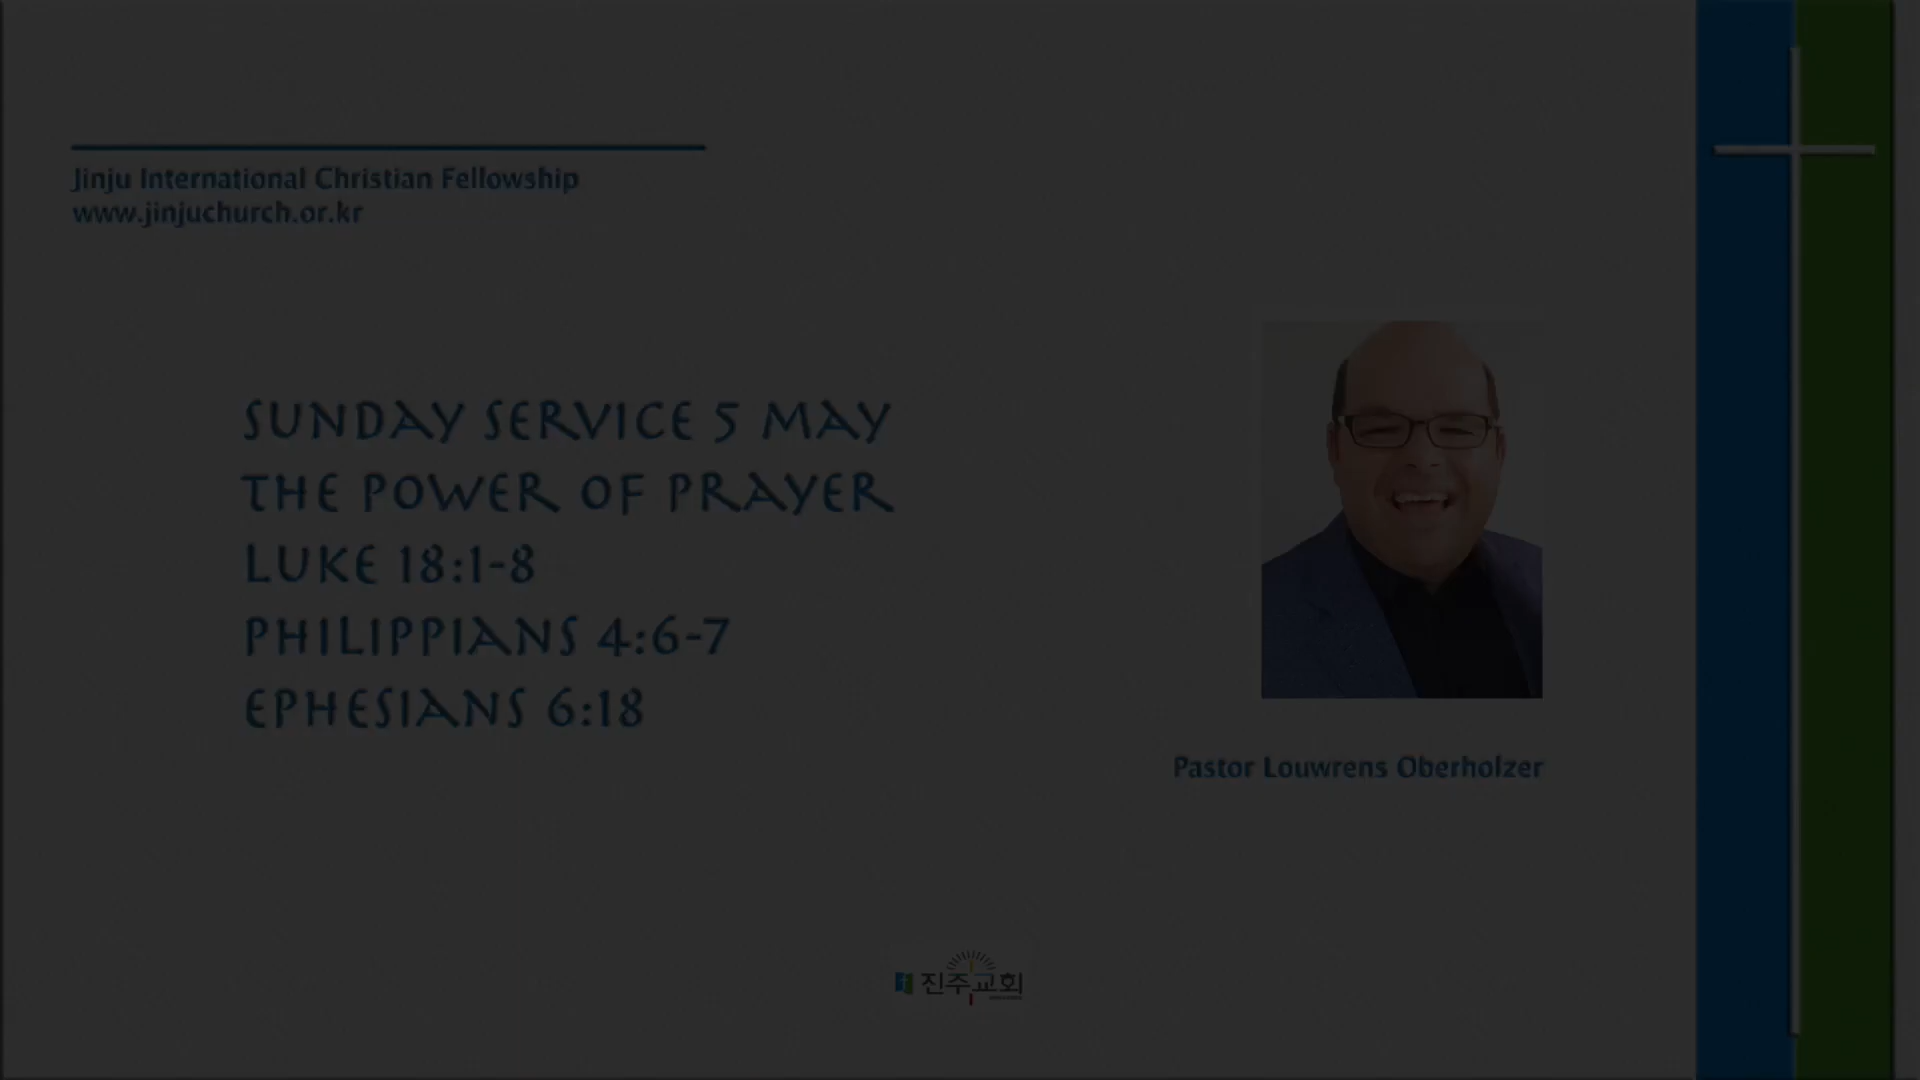 Jinju International Christian Fellowship
www.jinjuchurch.or.kr
SUNDAY SERVICE 5 MAY
THE POWER OF PRAYER
LUKE 18:1-8
PHILIPPIANS 4:6-7
EPHESIANS 6:18
Pastor Louwrens Oberholzer
진주교회